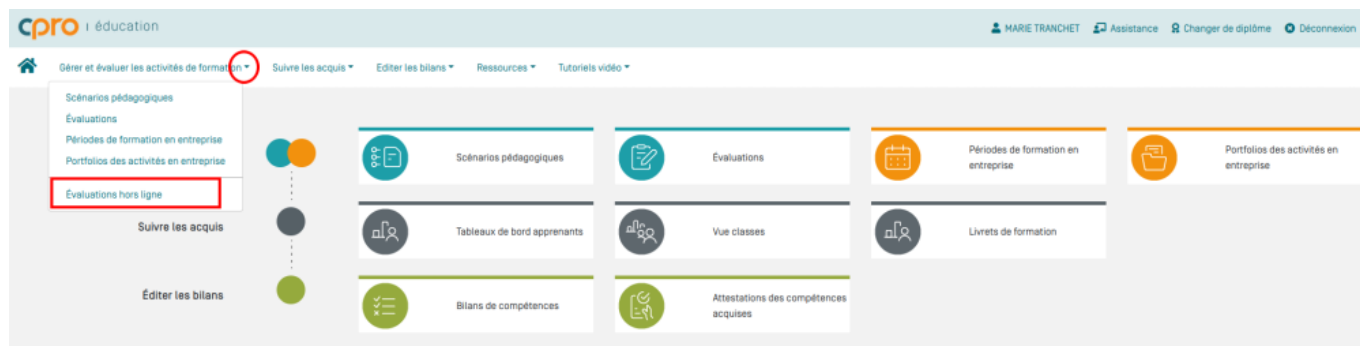 cpro éducation
MARIE TRANCHET Assistance Changer de diplôme Déconnexion
Gérer et évaluer les activités de formation Suivre les acquis Editer les bilans Ressources Tutoriels vidéo
Scénarios pédagogiques
Évaluations
Périodes de formation en entreprise
Portfolios des activités en entreprise
Évaluations hors ligne
Scénarios pédagogiques
Évaluations
Périodes de formation en
entreprise
Portfolios des activités en
entreprise
Suivre les acquis
Tableaux de bord apprenants
Vue classes
Livrets de formation
Éditer les bilans
Bilans de compétences
Attestations des compétences
acquises